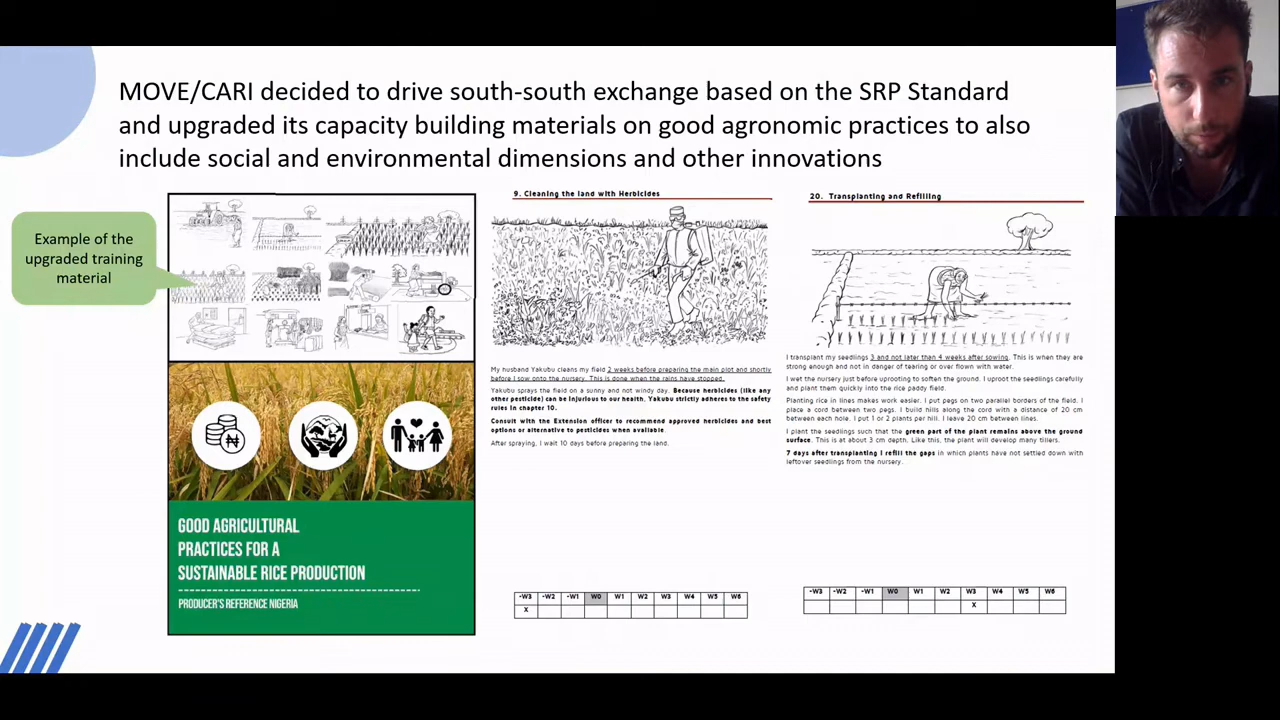 MOVE/CARI decided to drive south-south exchange based on the SRP Standard
and upgraded its capacity building materials on good agronomic practices to also
include social and environmental dimensions and other innovations
Example of the
upgraded training
material
GOOD AGRICULTURAL
PRACTICES FOR A
SUSTAINABLE RICE PRODUCTION
PRODUCER'S REFERENCE NIGERIA
9. Cleaning the land with Herbicides
My husband Yakubu cleans my field 2 weeks before preparing the main plot and shortly
before I sow onto the nursery. This is done when the rains have stopped.
Yakubu sprays the field on a sunny and not windy day. Because herbicides (like any
other pesticide) can be injurious to our health, Yakubu strictly adheres to the safety
rules in chapter 10.
Consult with the Extension officer to recommend approved herbicides and best
options or alternative to pesticides when available.
After spraying, I wait 10 days before preparing the land.
-W3 -W2 -W1 W0 W1 W2 W3 W4 W5 W6
X
20. Transplanting and Refilling
I transplant my seedlings 3 and not later than 4 weeks after sowing. This is when they are
strong enough and not in danger of tearing or over flown with water.
I wet the nursery just before uprooting to soften the ground. I uproot the seedlings carefully
and plant them quickly into the rice paddy field.
Planting rice in lines makes work easier. I put pegs on two parallel borders of the field. I
place a cord between two pegs. I build hills along the cord with a distance of 20 cm
between each hole. I put 1 or 2 plants per hill. I leave 20 cm between lines.
I plant the seedlings such that the green part of the plant remains above the ground
surface. This is at about 3 cm depth. Like this, the plant will develop many tillers.
7 days after transplanting I refill the gaps in which plants have not settled down with
leftover seedlings from the nursery.
-W3 -W2 -W1 W0 W1 W2 W3 W4 W5 W6
X